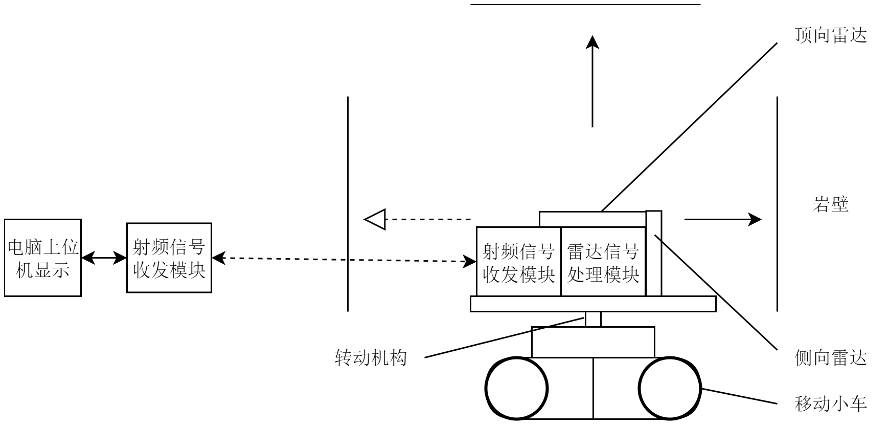 顶向雷达
岩壁
电脑上位
机显示
射频信号
收发模块
射频信号
收发模块
雷达信号
处理模块
转动机构
侧向雷达
移动小车